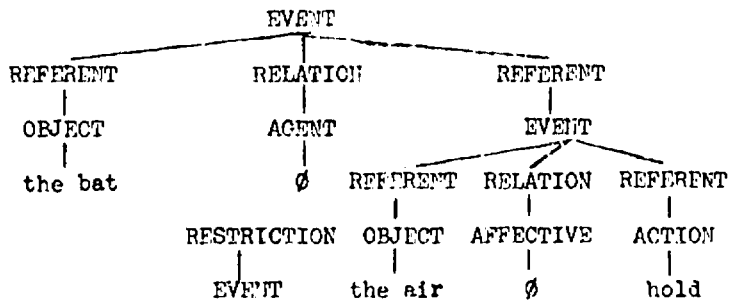 EVENT
REFERENT RELATION REFERENT
OBJECT AGENT EVENT
the bat Ø REFERENT RELATION REFERENT
RESTRICTION OBJECT AFFECTIVE ACTION
EVENT the air Ø hold